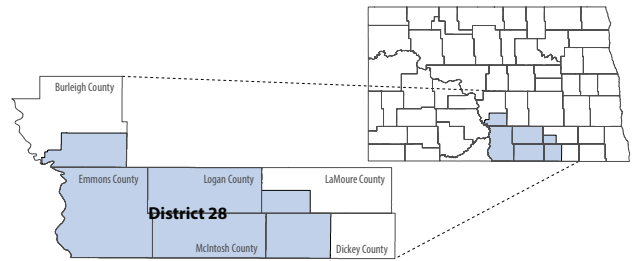 Burleigh County
Emmons County
Logan County
LaMoure County
District 28
McIntosh County
Dickey County